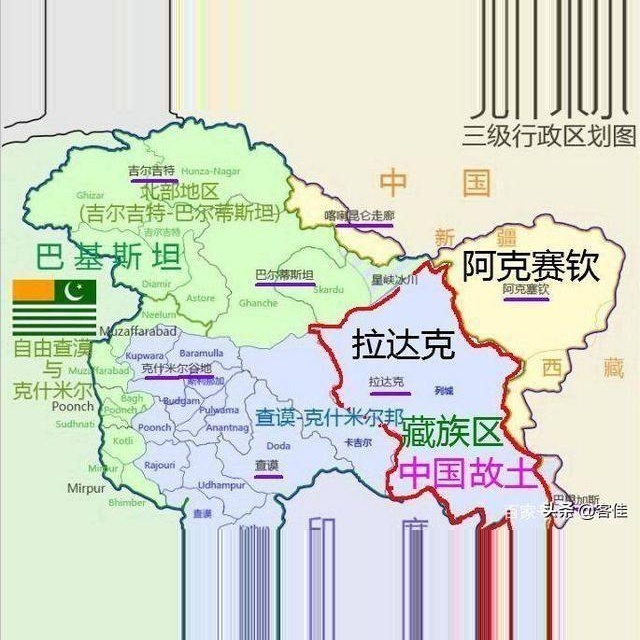 三级行政区划图
吉尔吉特
Hunza-Nagar
中国
Ghizar
北部地区
(吉尔吉特-巴尔蒂斯坦)
喀喇昆仑走廊
吉尔吉特
新疆
巴基斯坦
阿克赛钦
巴尔蒂斯坦
星峡冰川
阿克塞钦
Diamir
Skardu
Astore
Ghanche
Neelum
Muzaffarabad
拉达克
自由查漠
与
克什米尔
Kupwara
Baramulla
克什米尔谷地
Muzaffarabad
斯利那加
西藏
拉达克
列城
Bagh
Budgam
Poonch
Poonch
Pulwama
查谟-克什米尔邦
Sudhnati
Poonch
Anantnag
藏族区
Kotli
Doda
卡吉尔
Mirpur
Rajouri
查谟
中国故土
Mirpur
Udhampur
Bhimber
查谟
巴里加斯
Kathua
印度
百家号
头条 @客佳